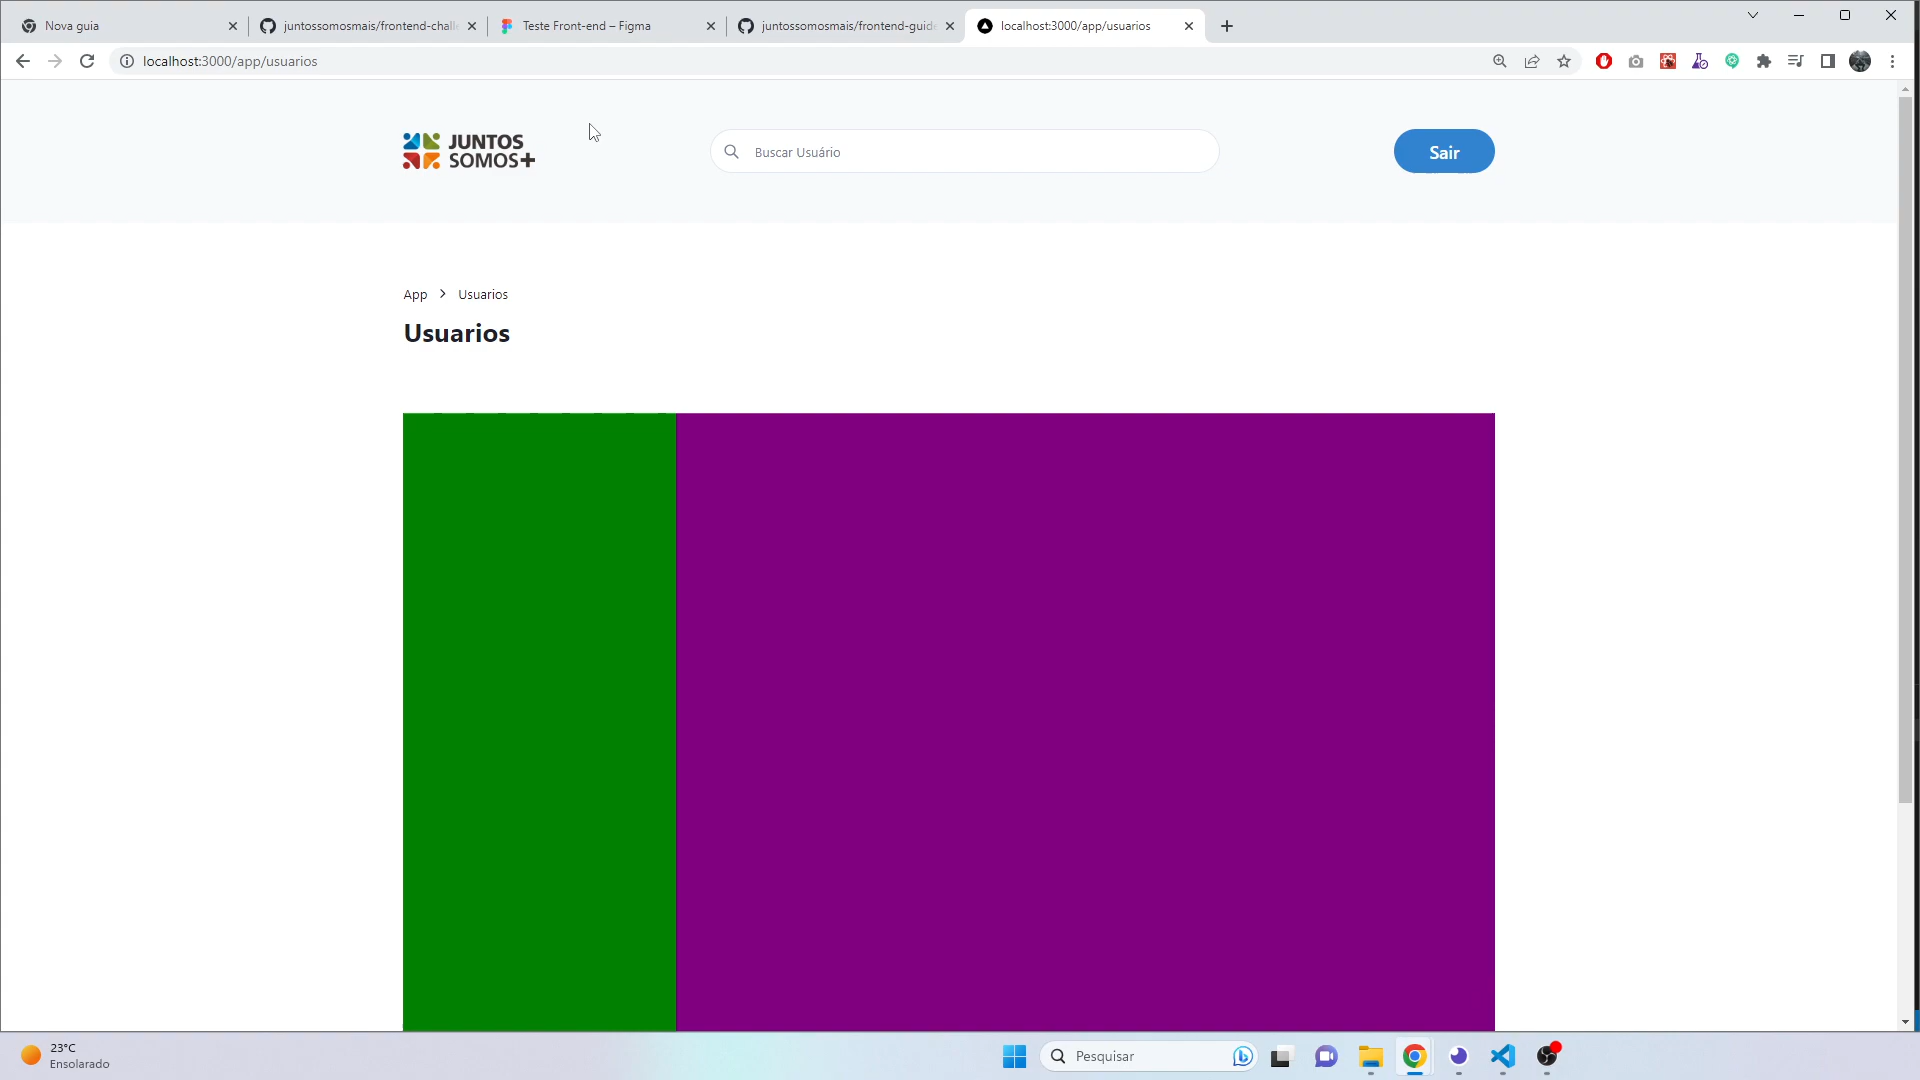 Nova guia
juntossomosmais/frontend-chall
Teste Front-end – Figma
juntossomosmais/frontend-guide
localhost:3000/app/usuarios
localhost:3000/app/usuarios
JUNTOS
SOMOS+
Buscar Usuário
Sair
App > Usuarios
Usuarios
23°C
Ensolarado
Pesquisar